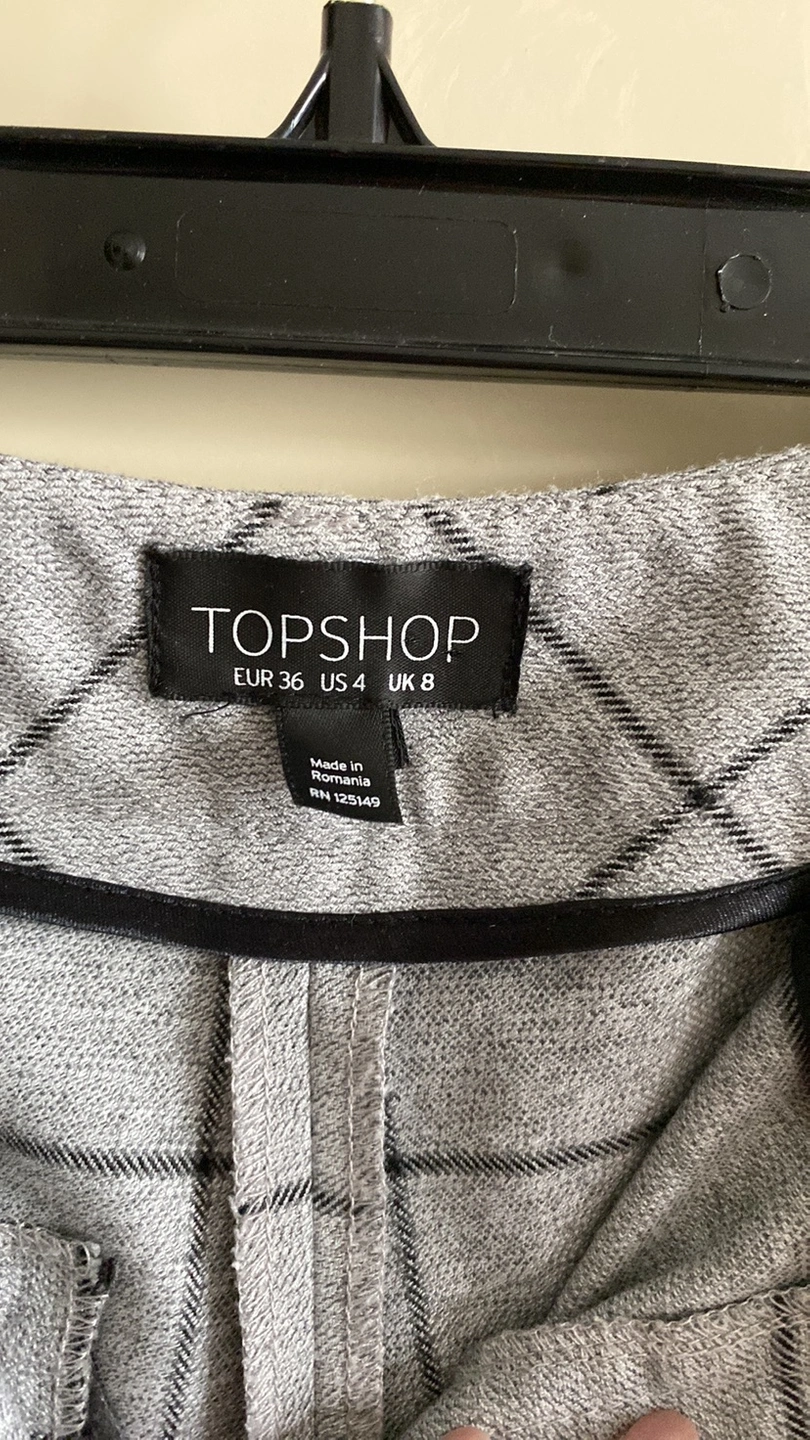 TOPSHOP
EUR 36 US 4 UK 8
Made in
Romania
RN 125149